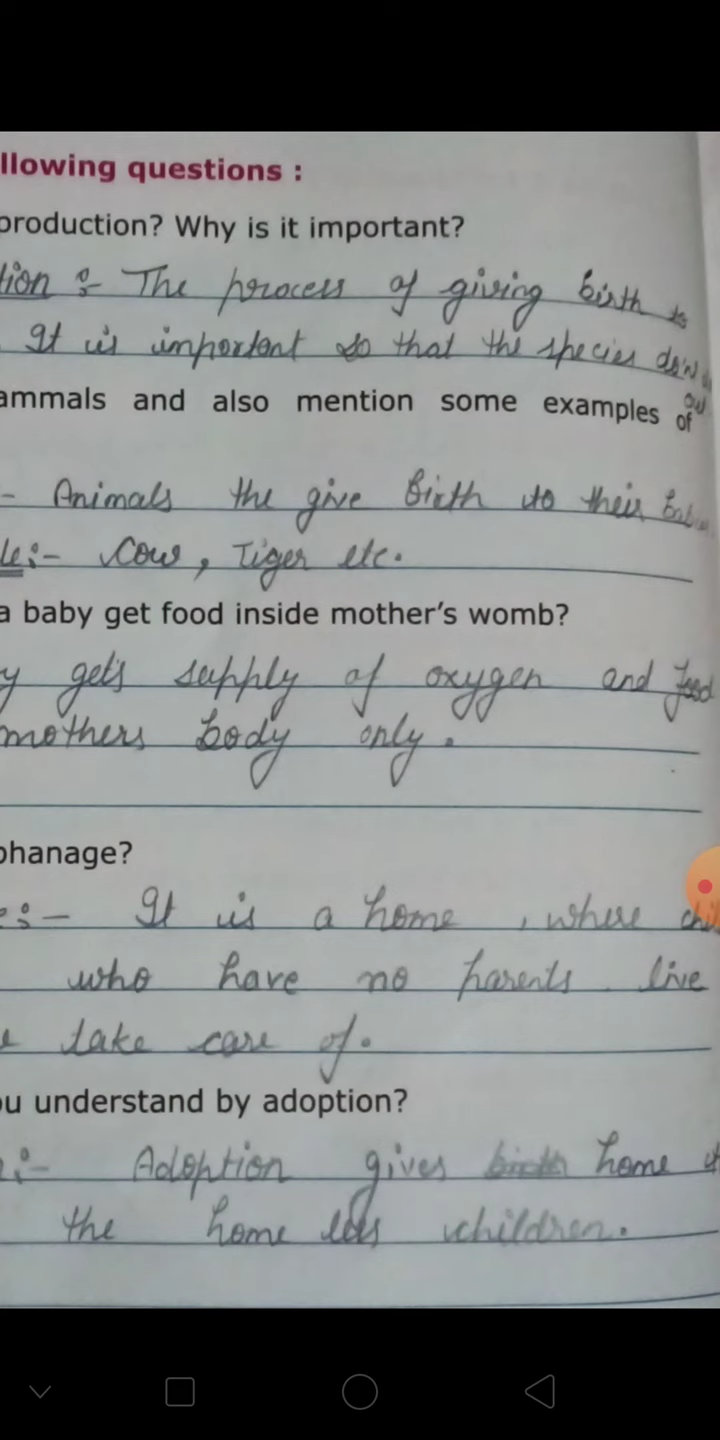 llowing questions :
production? Why is it important?
tion :- The process of giving birth to
It is important so that the species
ammals and also mention some examples of
- Animals the give Birth to their
le:- Cow, Tiger etc.
a baby get food inside mother's womb?
y gets supply of oxygen and food
mothers body only.
phanage?
e:- It is a home , where chil
who have no parents live
e take care of.
ou understand by adoption?
n:- Adoption gives home
the home less children.